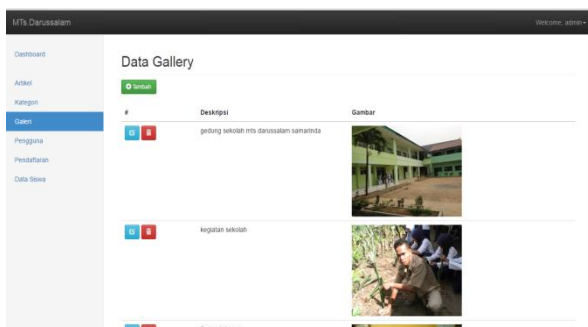 MTs.Darussalam
Welcome, admin
Dashboard
Data Gallery
Artikel
Tambah
Kategori
# Deskripsi Gambar
Galeri
gedung sekolah mts darussalam samarinda
Pengguna
Pendaftaran
Data Siswa
kegiatan sekolah